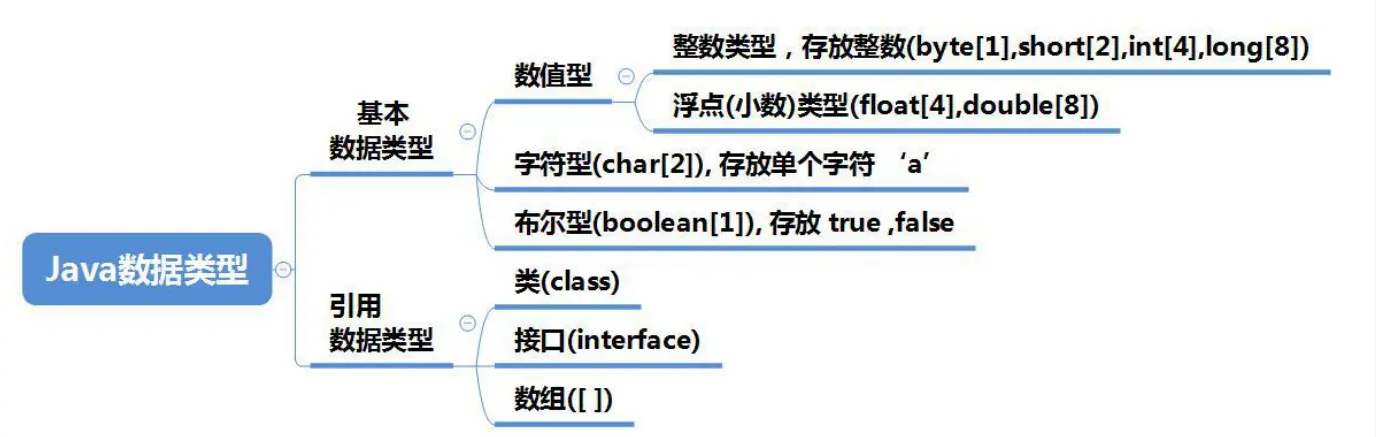 Java数据类型
基本
数据类型
数值型
整数类型，存放整数(byte[1],short[2],int[4],long[8])
浮点(小数)类型(float[4],double[8])
字符型(char[2]), 存放单个字符 ‘a’
布尔型(boolean[1]), 存放 true ,false
引用
数据类型
类(class)
接口(interface)
数组([ ])